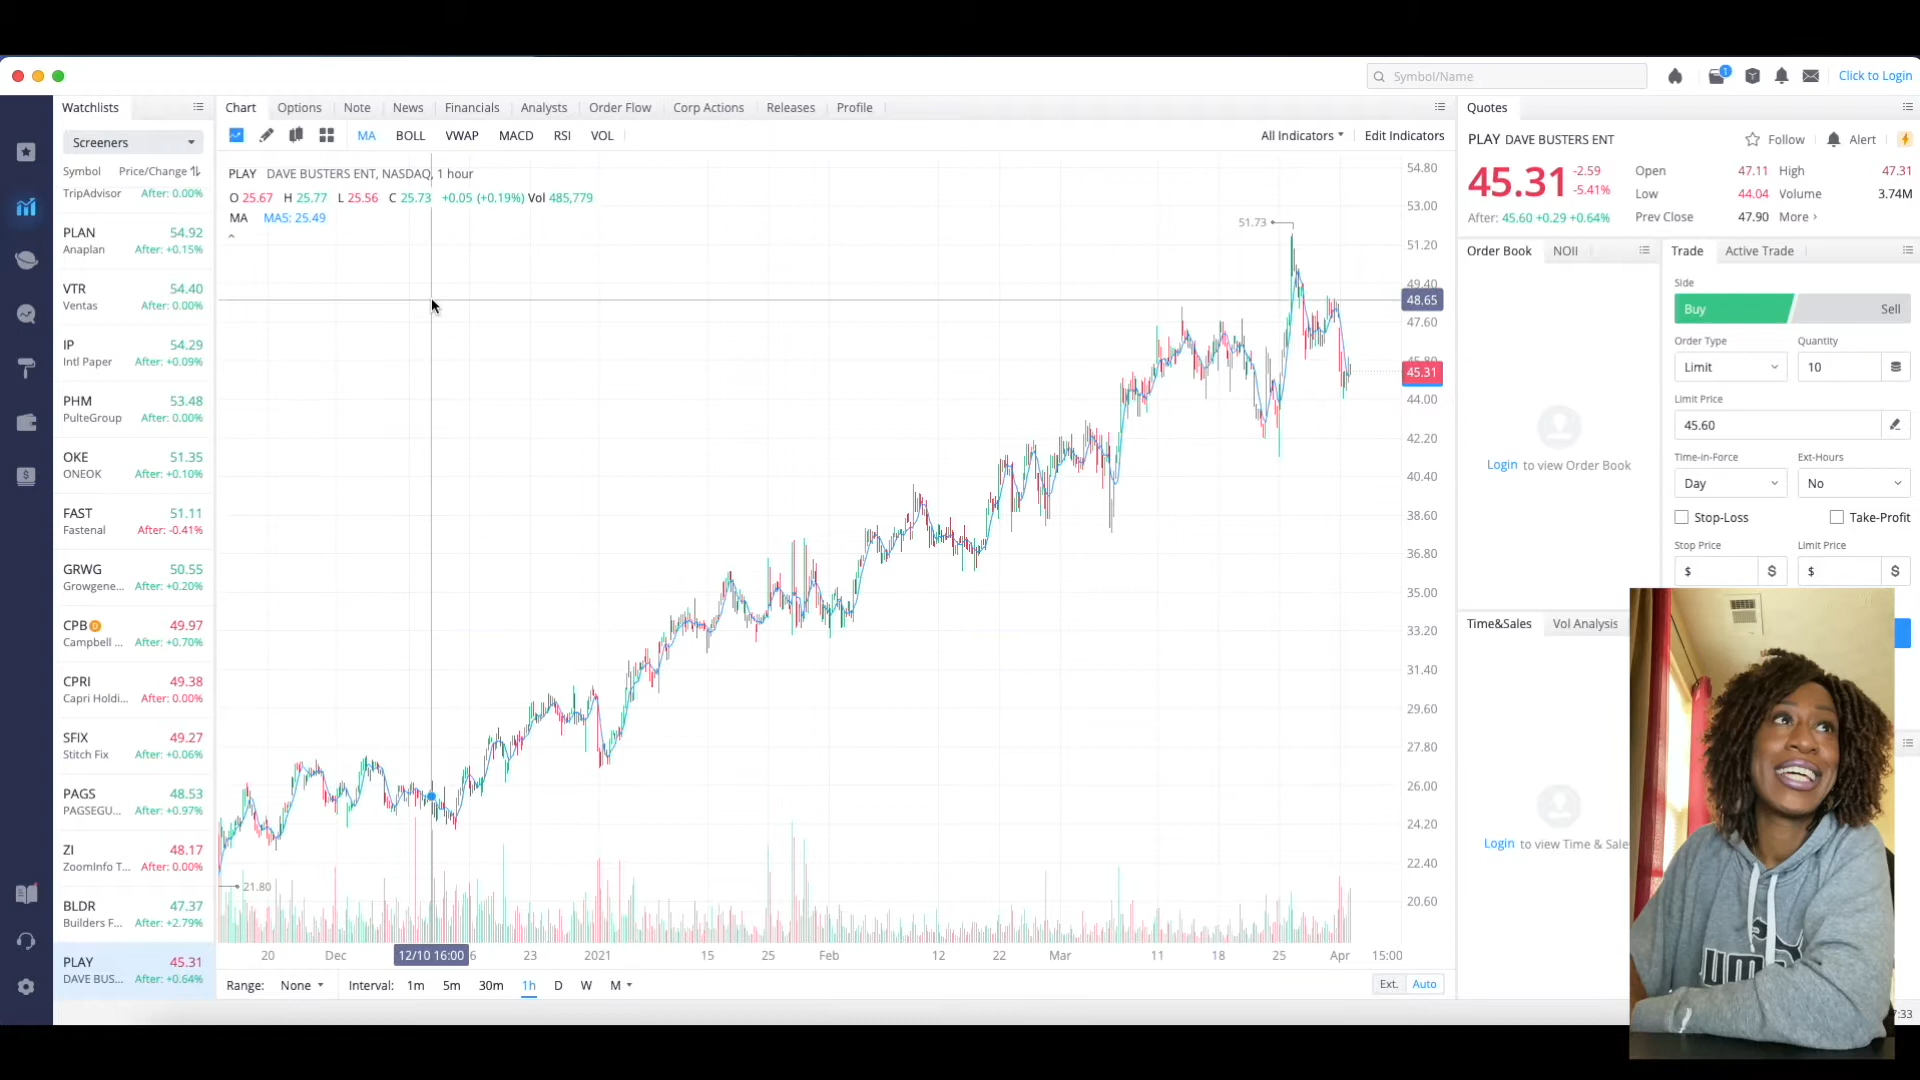 Symbol/Name
1
Click to Login
Watchlists
Chart Options Note News Financials Analysts Order Flow Corp Actions Releases Profile
Quotes
Screeners
MA BOLL VWAP MACD RSI VOL
All Indicators Edit Indicators
PLAY DAVE BUSTERS ENT
Follow Alert
Symbol Price/Change
TripAdvisor After: 0.00%
PLAY DAVE BUSTERS ENT, NASDAQ, 1 hour
O 25.67 H 25.77 L 25.56 C 25.73 +0.05 (+0.19%) Vol 485,779
MA MA5: 25.49
45.31 -2.59
-5.41%
After: 45.60 +0.29 +0.64%
Open 47.11 High 47.31
Low 44.04 Volume 3.74M
Prev Close 47.90 More ›
PLAN 54.92
Anaplan After: +0.15%
VTR 54.40
Ventas After: 0.00%
IP 54.29
Intl Paper After: +0.09%
PHM 53.48
PulteGroup After: 0.00%
OKE 51.35
ONEOK After: +0.10%
FAST 51.11
Fastenal After: -0.41%
GRWG 50.55
Growgene... After: +0.20%
CPB D 49.97
Campbell ... After: +0.70%
CPRI 49.38
Capri Holdi... After: 0.00%
SFIX 49.27
Stitch Fix After: +0.06%
PAGS 48.53
PAGSEGU... After: +0.97%
ZI 48.17
ZoomInfo T... After: 0.00%
BLDR 47.37
Builders F... After: +2.79%
PLAY 45.31
DAVE BUS... After: +0.64%
51.73
21.80
54.80
53.00
51.20
49.40
48.65
47.60
45.80
45.31
44.00
42.20
40.40
38.60
36.80
35.00
33.20
31.40
29.60
27.80
26.00
24.20
22.40
20.60
20 Dec 12/10 16:00 6 23 2021 15 25 Feb 12 22 Mar 11 18 25 Apr 15:00
Range: None Interval: 1m 5m 30m 1h D W M
Ext. Auto
Order Book NOII
Login to view Order Book
Time&Sales Vol Analysis
Login to view Time & Sale
Trade Active Trade
Side
Buy Sell
Order Type Quantity
Limit 10
Limit Price
45.60
Time-in-Force Ext-Hours
Day No
Stop-Loss Take-Profit
Stop Price Limit Price
$ $ $ $
7:33